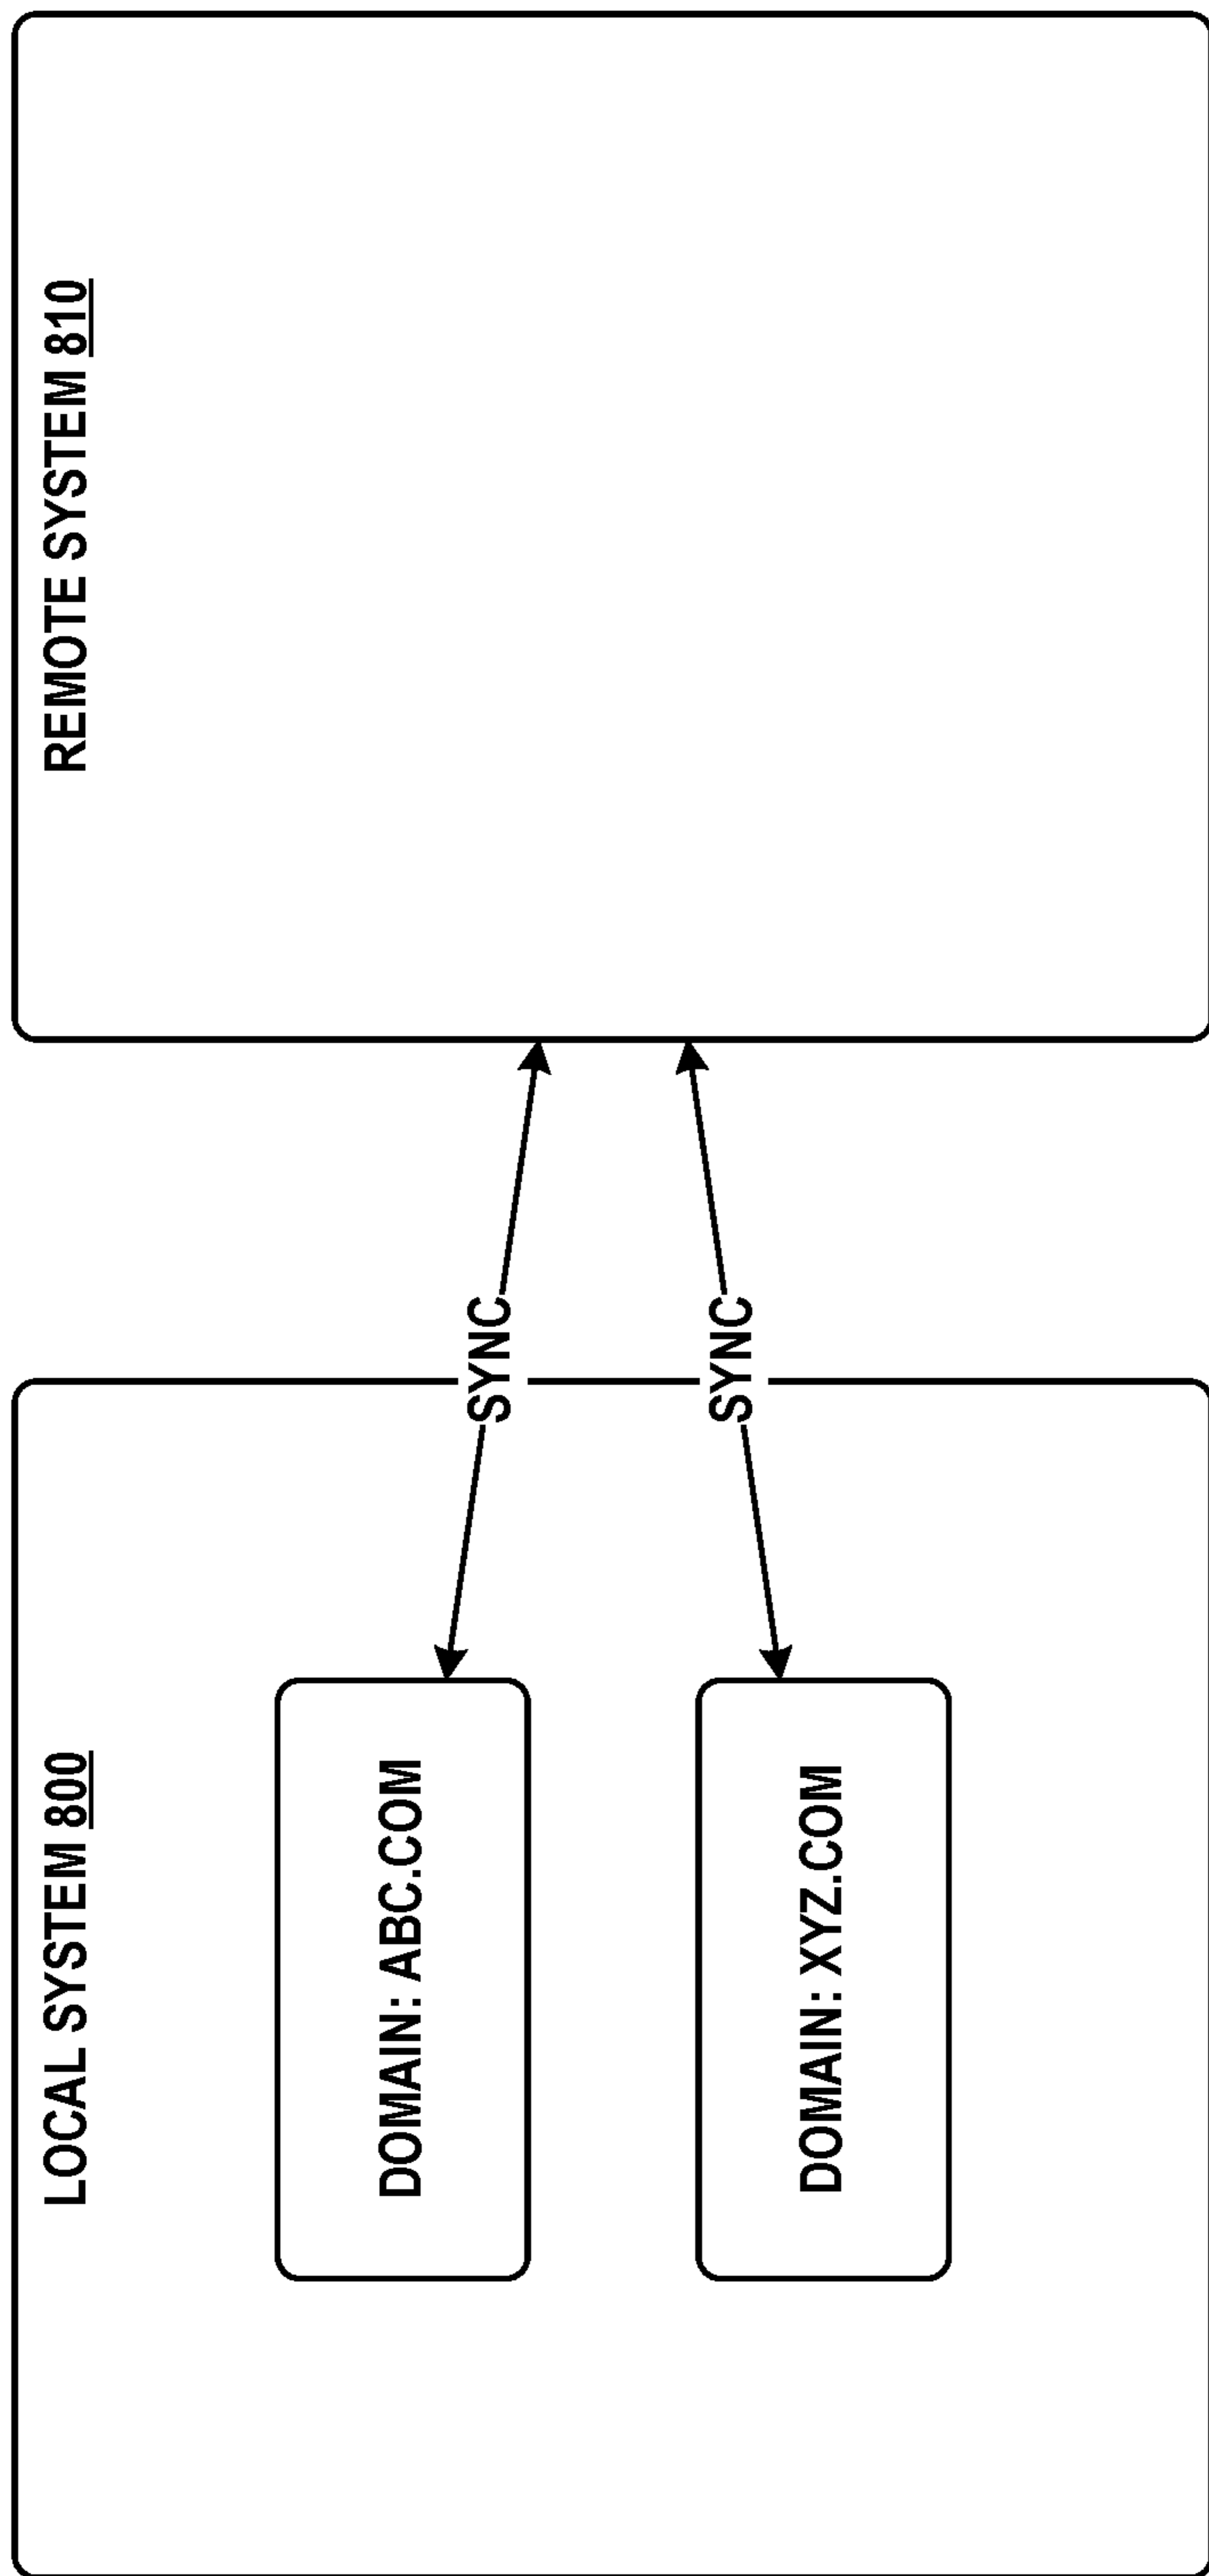 LOCAL SYSTEM 800
DOMAIN: ABC.COM
DOMAIN: XYZ.COM
SYNC
SYNC
REMOTE SYSTEM 810